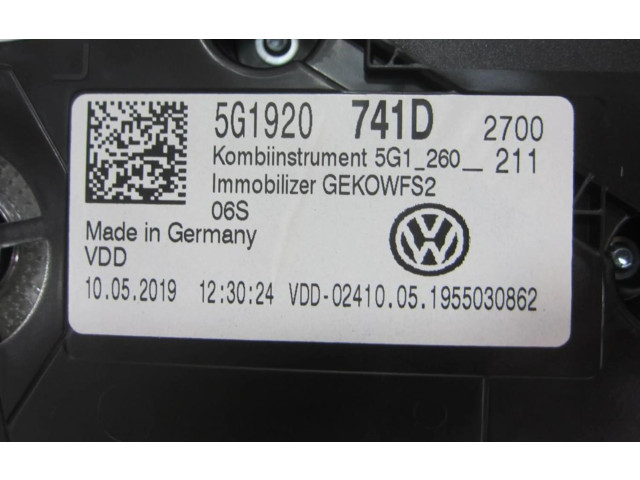 5G1920 741D 2700
Kombiinstrument 5G1_260_ 211
Immobilizer GEKOWFS2
06S
Made in Germany
VDD
10.05.2019 12:30:24 VDD-02410.05.1955030862
VW